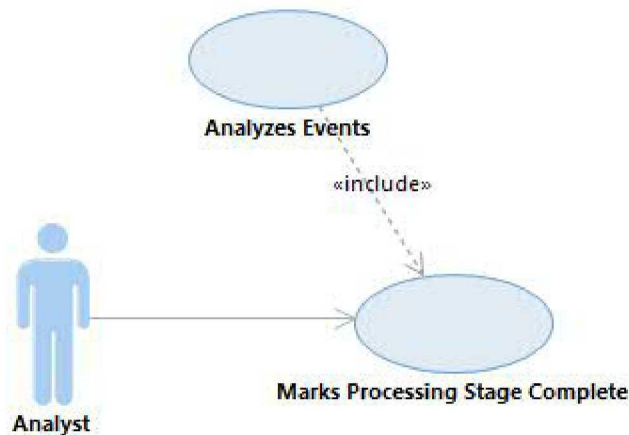 Analyzes Events
«include»
Marks Processing Stage Complete
Analyst